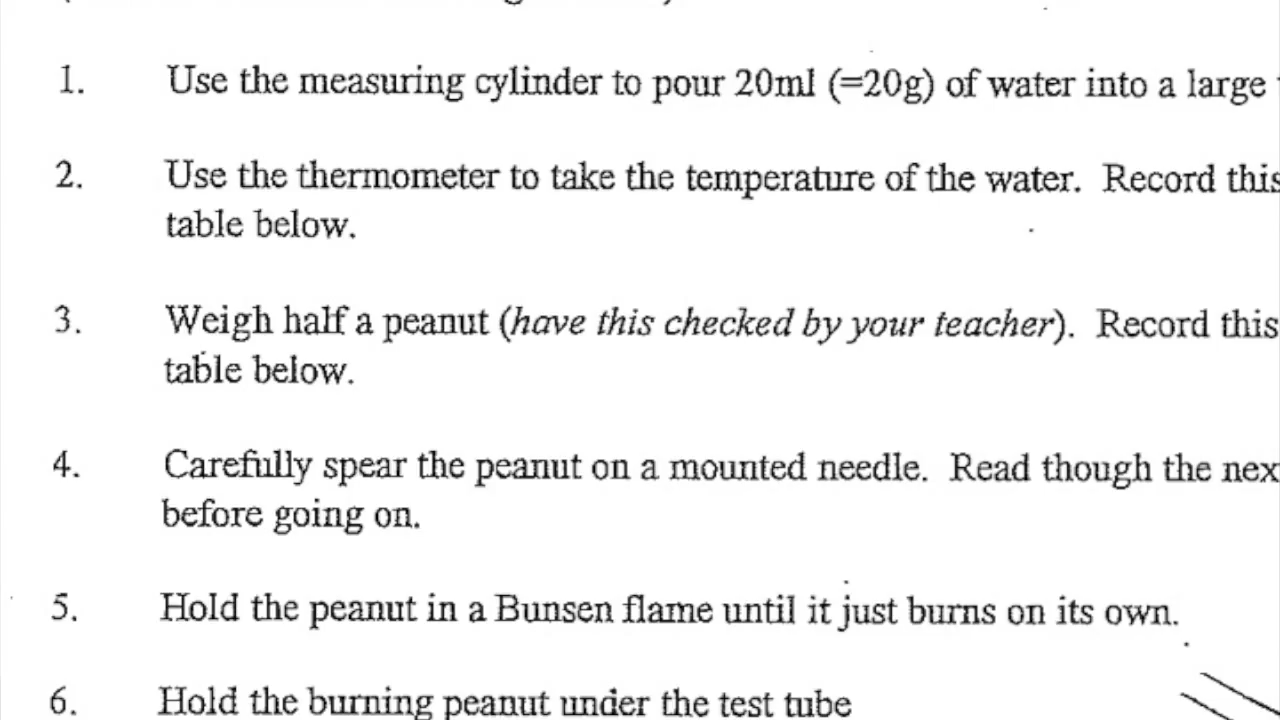 1. Use the measuring cylinder to pour 20ml (=20g) of water into a large
2. Use the thermometer to take the temperature of the water. Record this
table below.
3. Weigh half a peanut (have this checked by your teacher). Record this
table below.
4. Carefully spear the peanut on a mounted needle. Read though the
before going on.
5. Hold the peanut in a Bunsen flame until it just burns on its own.
6. Hold the burning peanut under the test tube